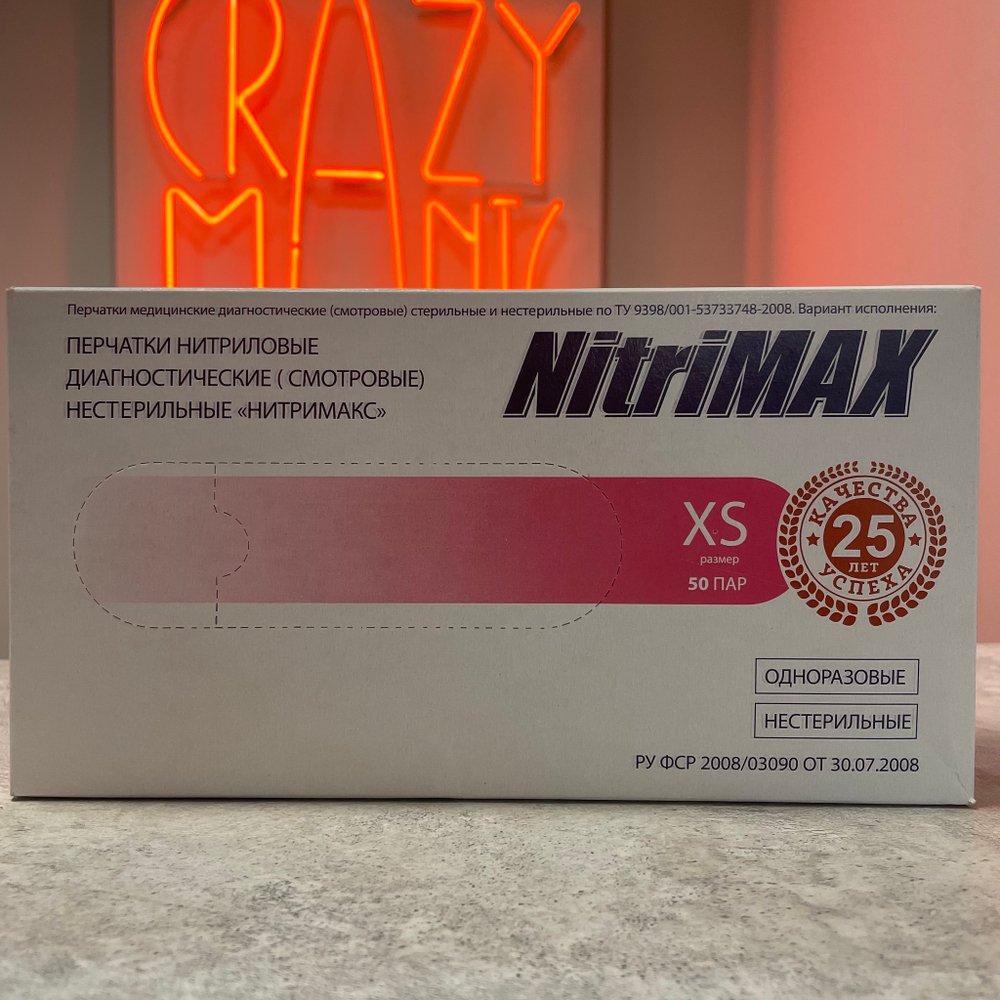 CRAZY
Перчатки медицинские диагностические (смотровые) стерильные и нестерильные по ТУ 9398/001-53733748-2008. Вариант исполнения:
ПЕРЧАТКИ НИТРИЛОВЫЕ
ДИАГНОСТИЧЕСКИЕ ( СМОТРОВЫЕ)
НЕСТЕРИЛЬНЫЕ «НИТРИМАКС»
NitriMAX
XS
размер
50 ПАР
КАЧЕСТВА
25
ЛЕТ
УСПЕХА
ОДНОРАЗОВЫЕ
НЕСТЕРИЛЬНЫЕ
РУ ФСР 2008/03090 ОТ 30.07.2008